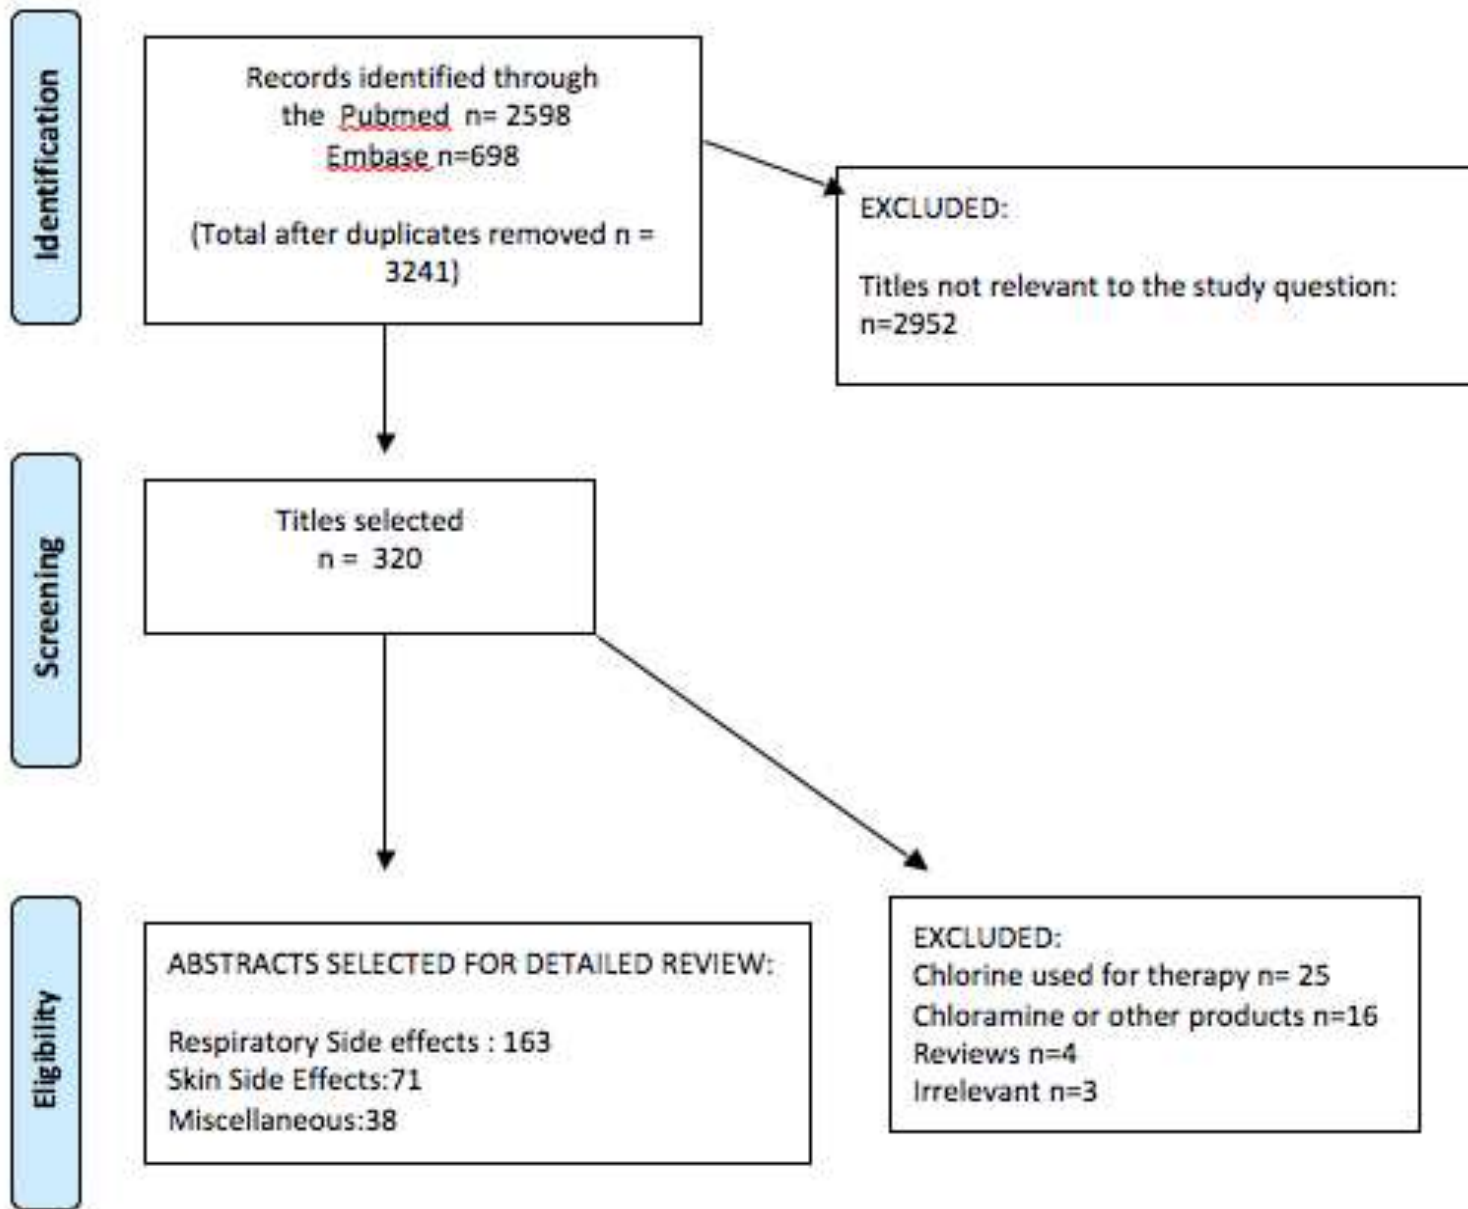 Identification
Records identified through
the Pubmed n= 2598
Embase n=698
(Total after duplicates removed n =
3241)
EXCLUDED:
Titles not relevant to the study question:
n=2952
Screening
Titles selected
n = 320
Eligibility
ABSTRACTS SELECTED FOR DETAILED REVIEW:
Respiratory Side effects : 163
Skin Side Effects:71
Miscellaneous:38
EXCLUDED:
Chlorine used for therapy n= 25
Chloramine or other products n=16
Reviews n=4
Irrelevant n=3